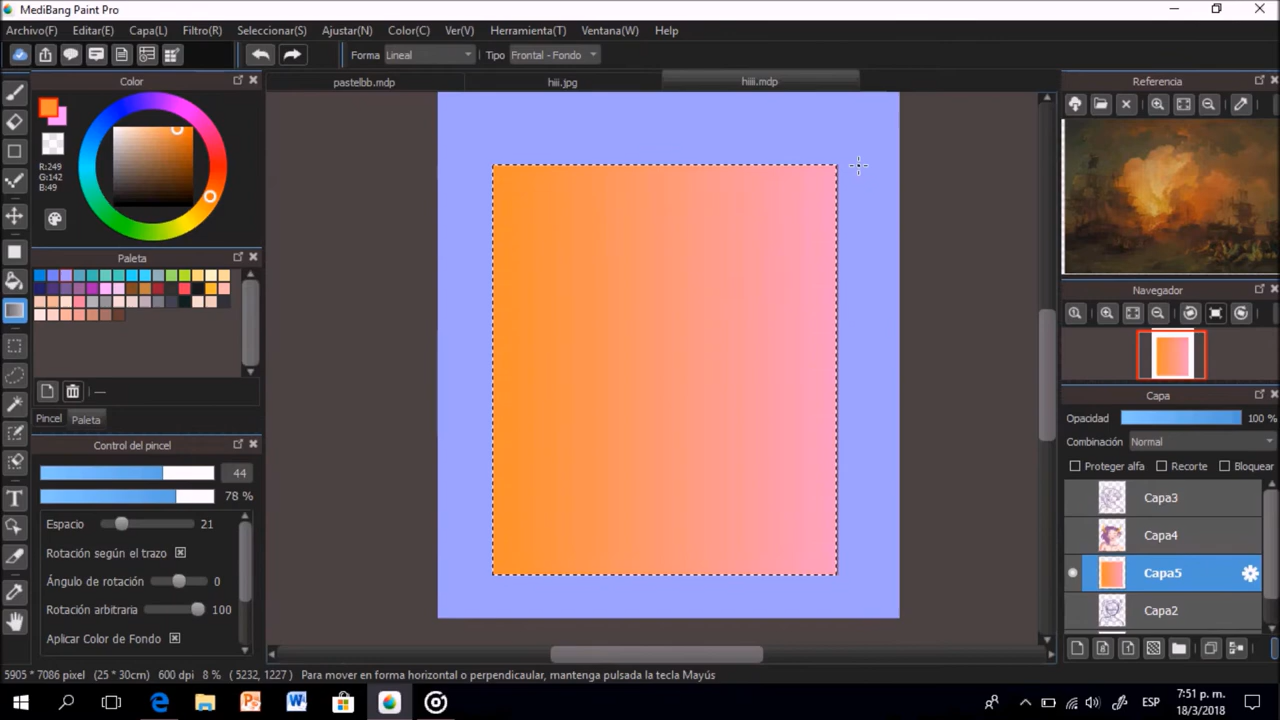 MediBang Paint Pro
Archivo(F) Editar(E) Capa(L) Filtro(R) Seleccionar(S) Ajustar(N) Color(C) Ver(V) Herramienta(T) Ventana(W) Help
Forma Lineal Tipo Frontal - Fondo
Color
pastelbb.mdp hiii.jpg hiiii.mdp
Referencia
R:249
G:142
B:49
Paleta
Navegador
---
Pincel Paleta
Capa
Opacidad 100 %
Combinación Normal
Proteger alfa Recorte Bloquear
Control del pincel
44
78 %
Espacio 21
Rotación según el trazo
Ángulo de rotación 0
Rotación arbitraria 100
Aplicar Color de Fondo
Capa3
Capa4
Capa5
Capa2
5905 * 7086 pixel (25 * 30cm) 600 dpi 8 % ( 5232, 1227 ) Para mover en forma horizontal o perpendicular, mantenga pulsada la tecla Mayús
ESP
7:51 p. m.
18/3/2018